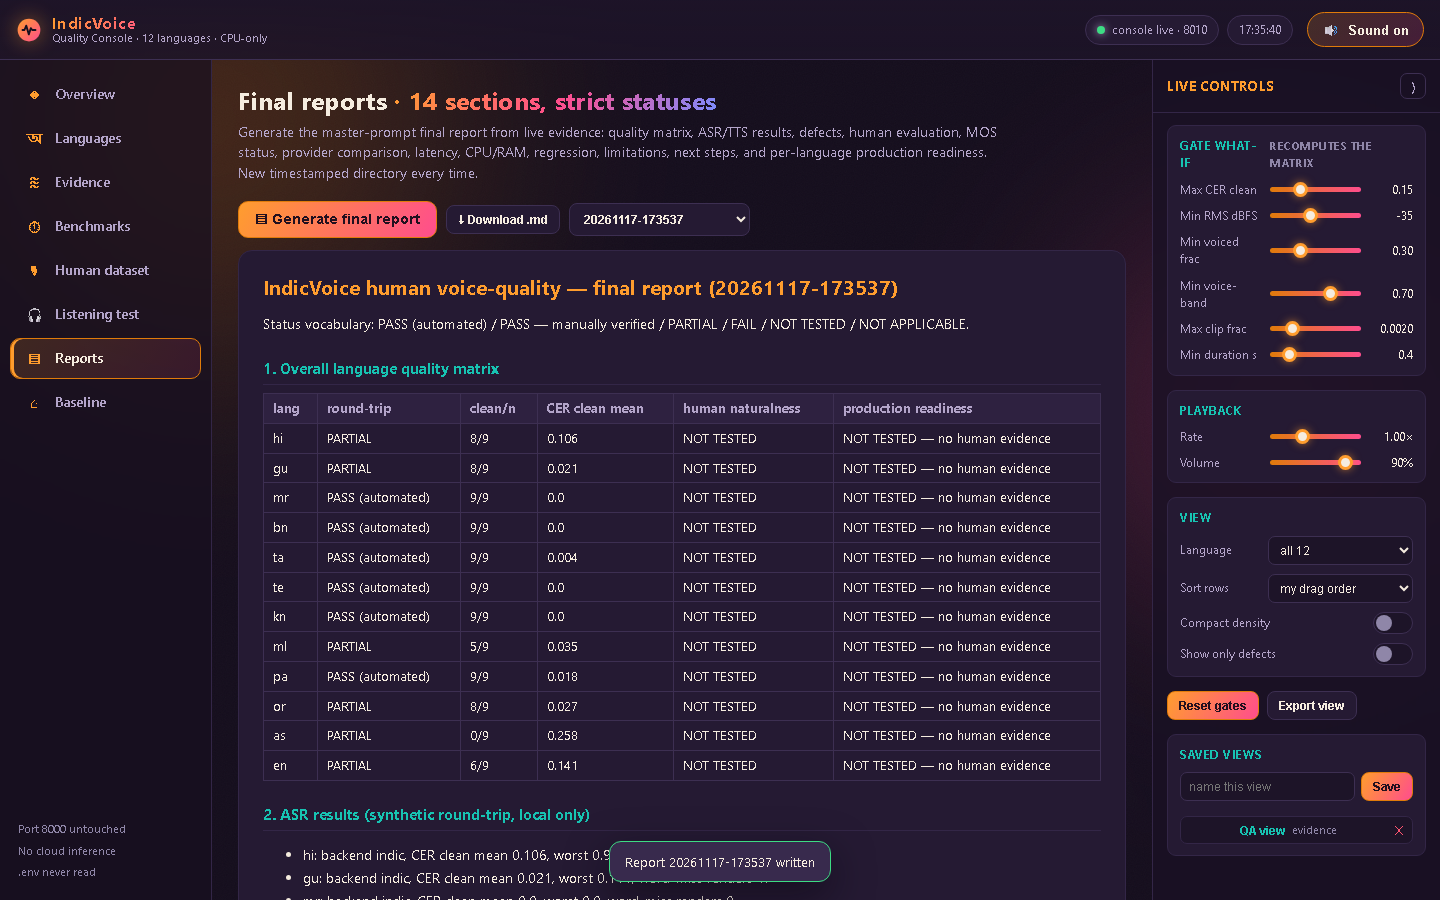 IndicVoice
Quality Console · 12 languages · CPU-only
console live · 8010
17:35:40
Sound on
Overview
Languages
Evidence
Benchmarks
Human dataset
Listening test
Reports
Baseline
Port 8000 untouched
No cloud inference
.env never read
Final reports · 14 sections, strict statuses
Generate the master-prompt final report from live evidence: quality matrix, ASR/TTS results, defects, human evaluation, MOS
status, provider comparison, latency, CPU/RAM, regression, limitations, next steps, and per-language production readiness.
New timestamped directory every time.
Generate final report
Download .md
20261117-173537
IndicVoice human voice-quality — final report (20261117-173537)
Status vocabulary: PASS (automated) / PASS — manually verified / PARTIAL / FAIL / NOT TESTED / NOT APPLICABLE.
1. Overall language quality matrix
lang round-trip clean/n CER clean mean human naturalness production readiness
hi PARTIAL 8/9 0.106 NOT TESTED NOT TESTED — no human evidence
gu PARTIAL 8/9 0.021 NOT TESTED NOT TESTED — no human evidence
mr PASS (automated) 9/9 0.0 NOT TESTED NOT TESTED — no human evidence
bn PASS (automated) 9/9 0.0 NOT TESTED NOT TESTED — no human evidence
ta PASS (automated) 9/9 0.004 NOT TESTED NOT TESTED — no human evidence
te PASS (automated) 9/9 0.0 NOT TESTED NOT TESTED — no human evidence
kn PASS (automated) 9/9 0.0 NOT TESTED NOT TESTED — no human evidence
ml PARTIAL 5/9 0.035 NOT TESTED NOT TESTED — no human evidence
pa PASS (automated) 9/9 0.018 NOT TESTED NOT TESTED — no human evidence
or PARTIAL 8/9 0.027 NOT TESTED NOT TESTED — no human evidence
as PARTIAL 0/9 0.258 NOT TESTED NOT TESTED — no human evidence
en PARTIAL 6/9 0.141 NOT TESTED NOT TESTED — no human evidence
2. ASR results (synthetic round-trip, local only)
hi: backend indic, CER clean mean 0.106, worst
gu: backend indic, CER clean mean 0.021, worst
Report 20261117-173537 written
LIVE CONTROLS
GATE WHAT-IF
RECOMPUTES THE MATRIX
Max CER clean 0.15
Min RMS dBFS -35
Min voiced frac 0.30
Min voice-band 0.70
Max clip frac 0.0020
Min duration s 0.4
PLAYBACK
Rate 1.00×
Volume 90%
VIEW
Language all 12
Sort rows my drag order
Compact density
Show only defects
Reset gates
Export view
SAVED VIEWS
name this view
Save
QA view evidence